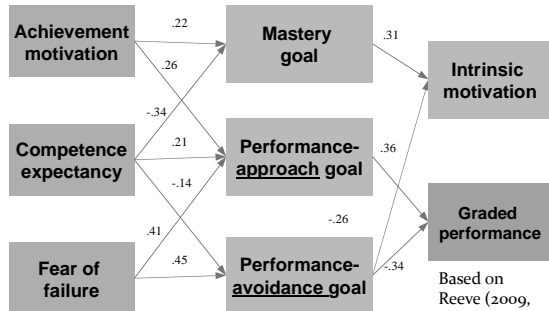 Achievement
motivation
.22
Mastery
goal
.31
Intrinsic
motivation
.26
-.34
Competence
expectancy
.21
Performance-
approach goal
.36
-.14
Graded
performance
.41
-.26
Fear of
failure
.45
Performance-
avoidance goal
-.34
Based on
Reeve (2009,